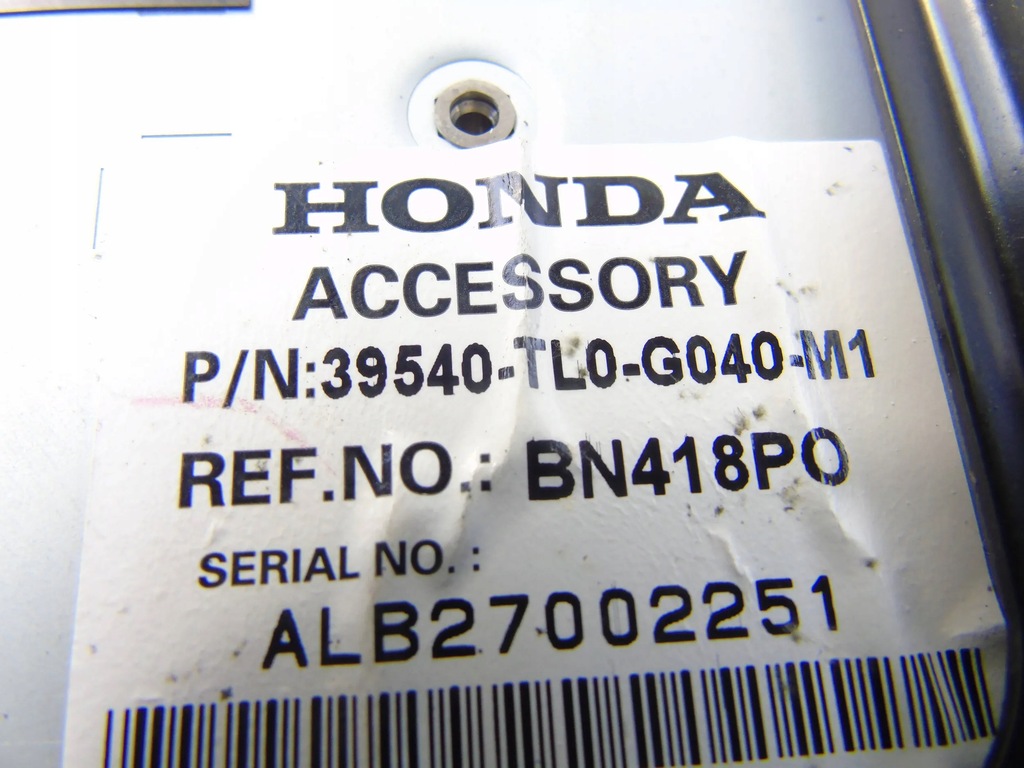 HONDA
ACCESSORY
P/N:39540-TL0-G040-M1
REF.NO.: BN418PO
SERIAL NO.:
ALB27002251